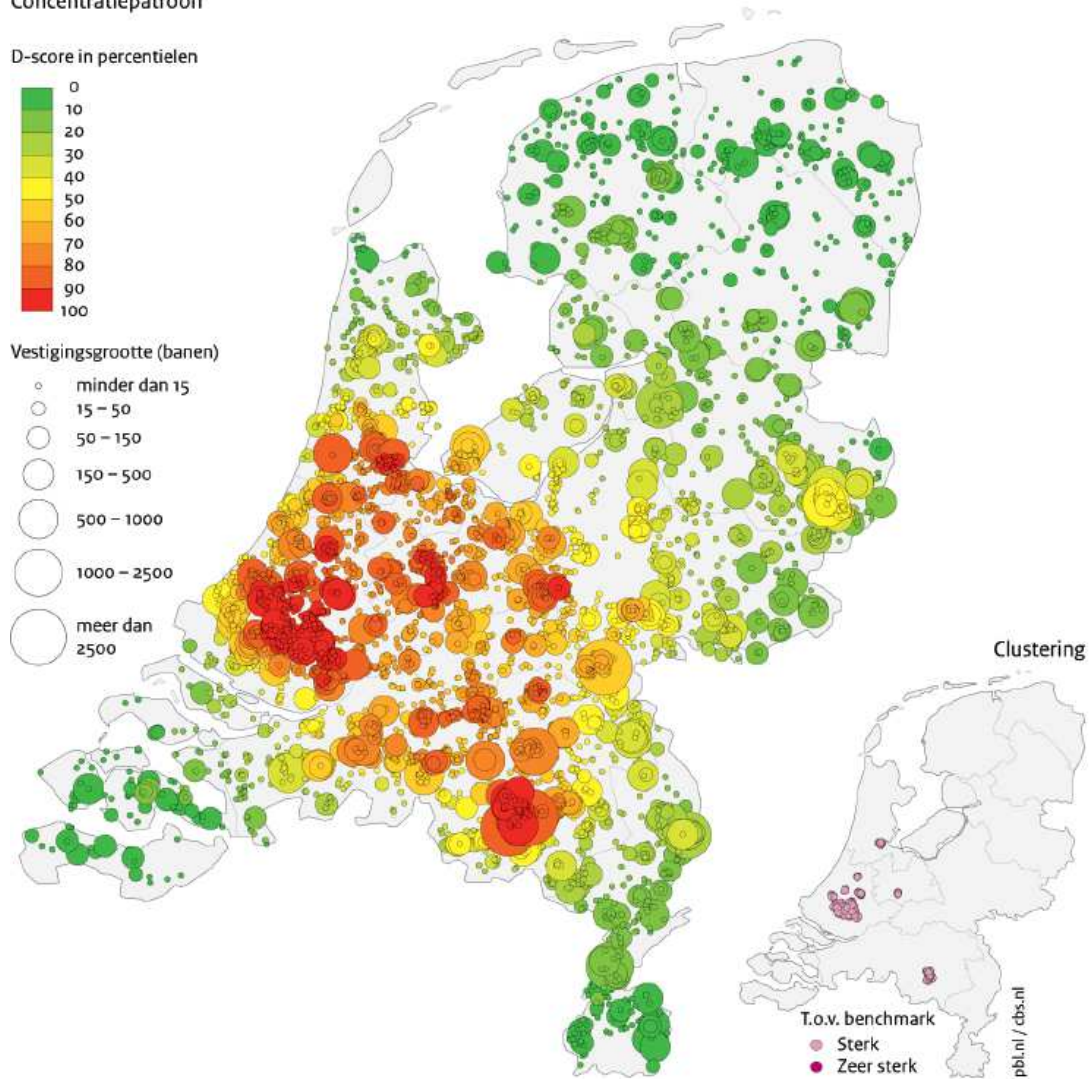 Concentratiepatroon
D-score in percentielen
0
10
20
30
40
50
60
70
80
90
100
Vestigingsgrootte (banen)
minder dan 15
15 – 50
50 – 150
150 – 500
500 – 1000
1000 – 2500
meer dan
2500
Clustering
T.o.v. benchmark
Sterk
Zeer sterk
pbl.nl / cbs.nl